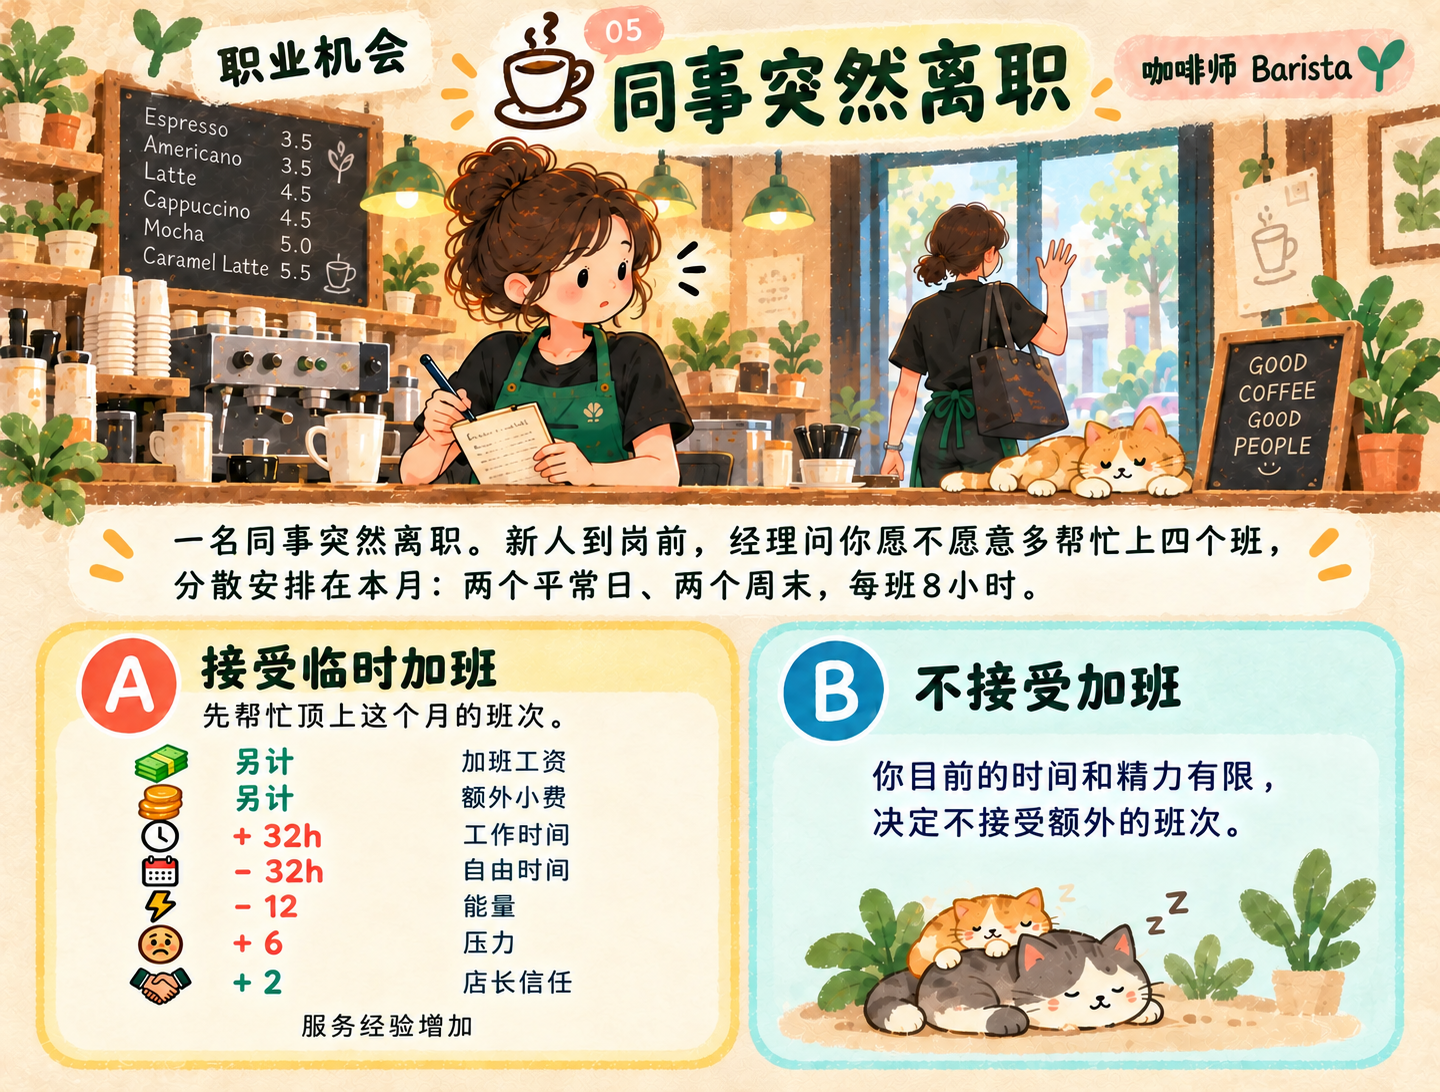 职业机会
05
同事突然离职
咖啡师 Barista
Espresso 3.5
Americano 3.5
Latte 4.5
Cappuccino 4.5
Mocha 5.0
Caramel Latte 5.5
GOOD
COFFEE
GOOD
PEOPLE
一名同事突然离职。新人到岗前，经理问你愿不愿意多帮忙上四个班，
分散安排在本月：两个平常日、两个周末，每班8小时。
A 接受临时加班
先帮忙顶上这个月的班次。
另计 加班工资
另计 额外小费
+ 32h 工作时间
- 32h 自由时间
- 12 能量
+ 6 压力
+ 2 店长信任
服务经验增加
B 不接受加班
你目前的时间和精力有限，
决定不接受额外的班次。
z z z